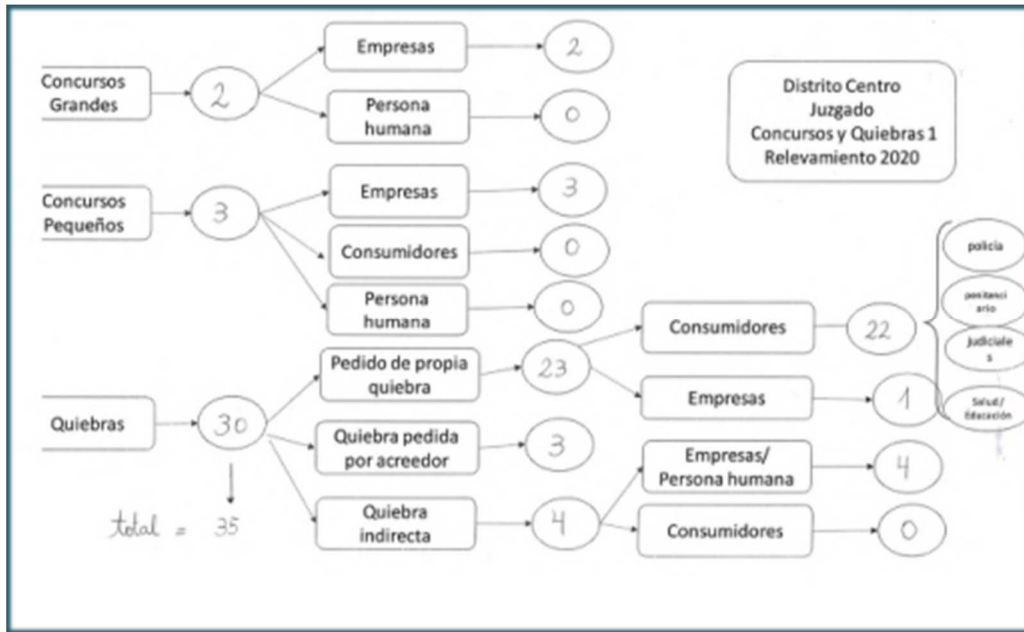 Distrito Centro
Juzgado
Concursos y Quiebras 1
Relevamiento 2020
Concursos
Grandes
2
Empresas
2
Persona
humana
0
Concursos
Pequeños
3
Empresas
3
Consumidores
0
Persona
humana
0
Quiebras
30
total = 35
Pedido de propia
quiebra
23
Consumidores
22
policía
penitenci
ario
judiciale
s
Salud/
Educación
Empresas
1
Quiebra pedida
por acreedor
3
Quiebra
indirecta
4
Empresas/
Persona humana
4
Consumidores
0